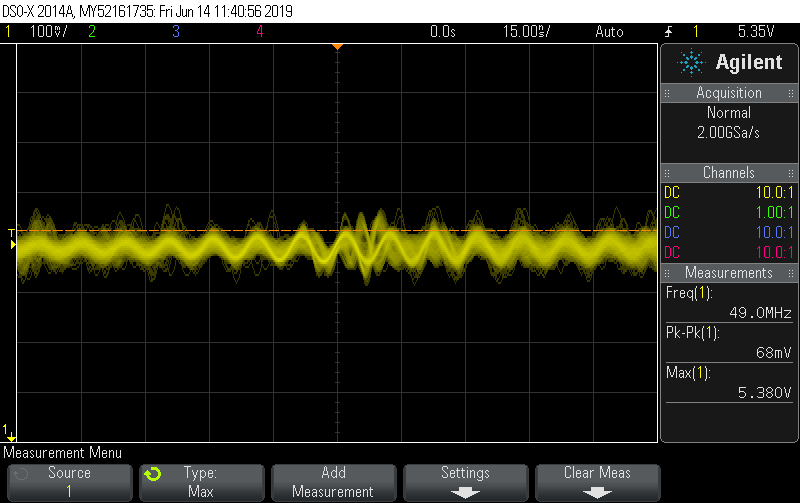 DSO-X 2014A, MY52161735: Fri Jun 14 11:40:56 2019
1 100℠/ 2 3 4 0.0s 15.00℠/ Auto 1 5.35V
Agilent
Acquisition
Normal
2.00GSa/s
Channels
DC 10.0:1
DC 1.00:1
DC 10.0:1
DC 10.0:1
Measurements
Freq(1):
49.0MHz
Pk-Pk(1):
68mV
Max(1):
5.380V
T
1
Measurement Menu
Source
1
Type:
Max
Add
Measurement
Settings
Clear Meas